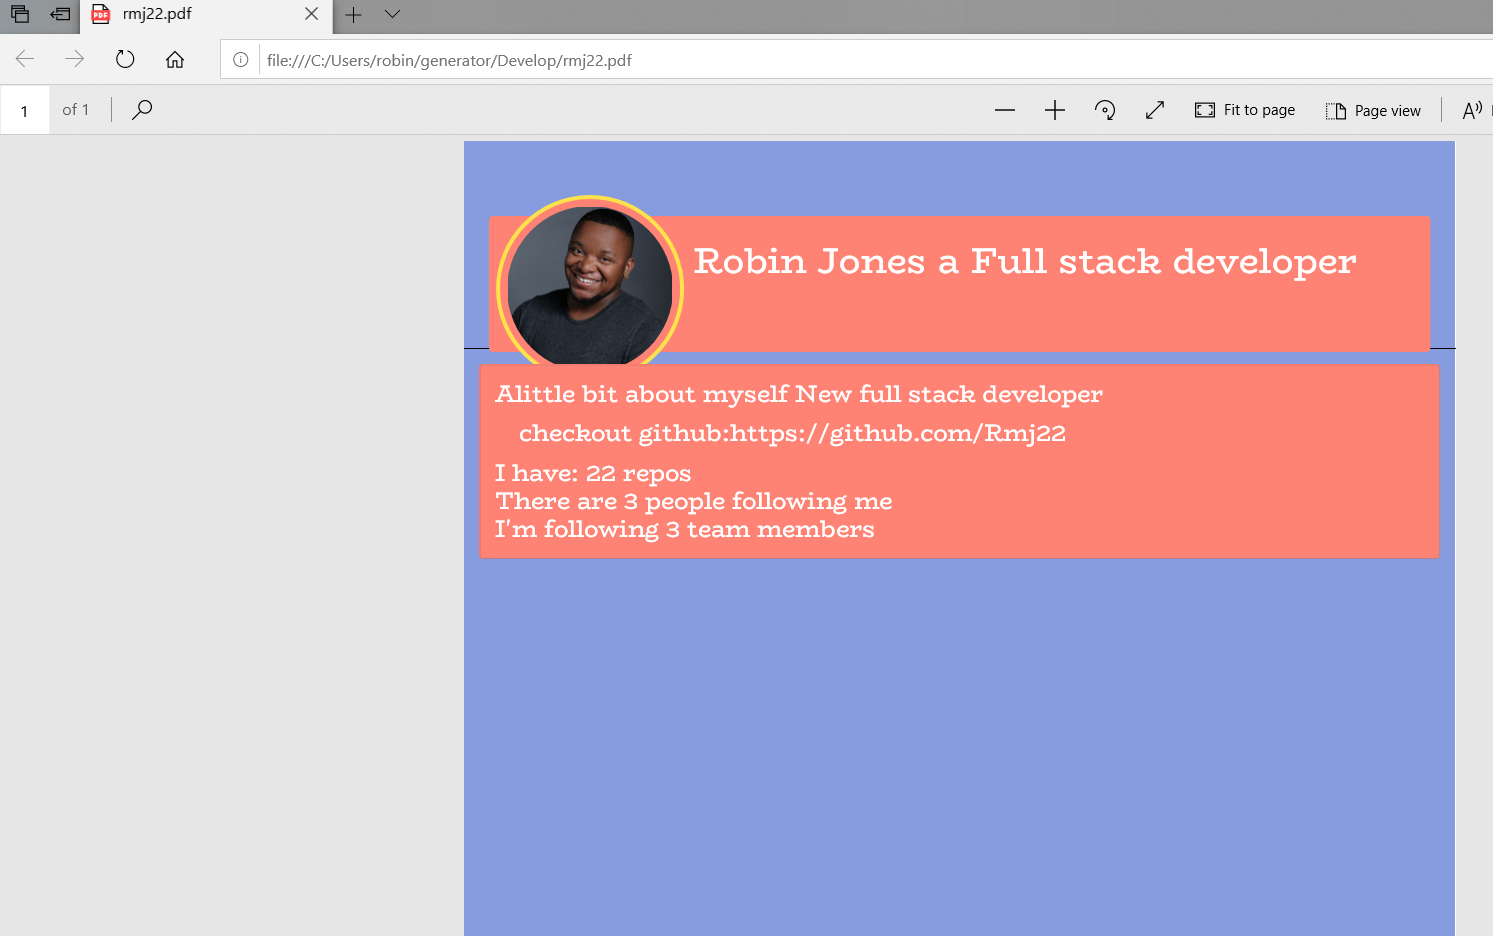 rmj22.pdf
file:///C:/Users/robin/generator/Develop/rmj22.pdf
1 of 1
Fit to page
Page view
A
Robin Jones a Full stack developer
Alittle bit about myself New full stack developer
checkout github:https://github.com/Rmj22
I have: 22 repos
There are 3 people following me
I'm following 3 team members